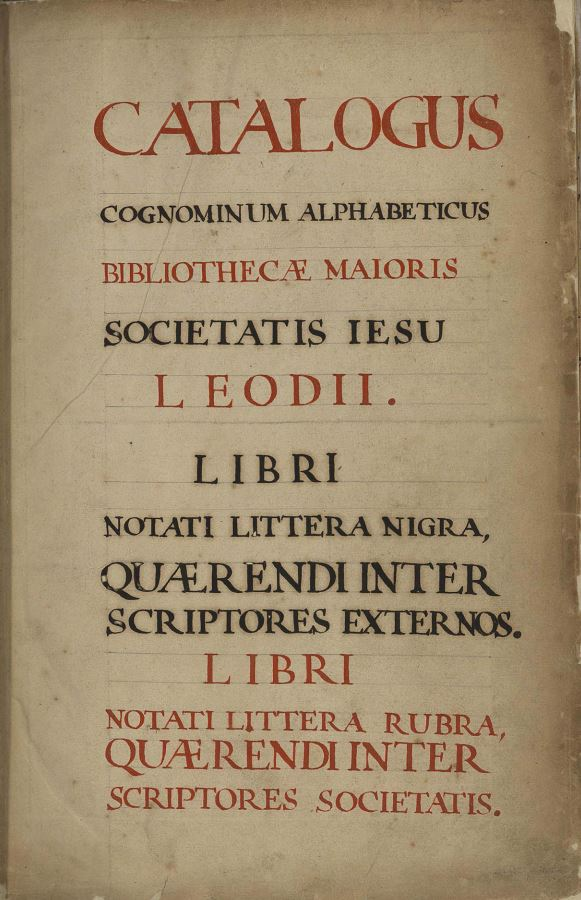 CATALOGUS
COGNOMINUM ALPHABETICUS
BIBLIOTHECÆ MAIORIS
SOCIETATIS IESU
LEODII.
LIBRI
NOTATI LITTERA NIGRA,
QUÆRENDI INTER
SCRIPTORES EXTERNOS.
LIBRI
NOTATI LITTERA RUBRA,
QUÆRENDI INTER
SCRIPTORES SOCIETATIS.